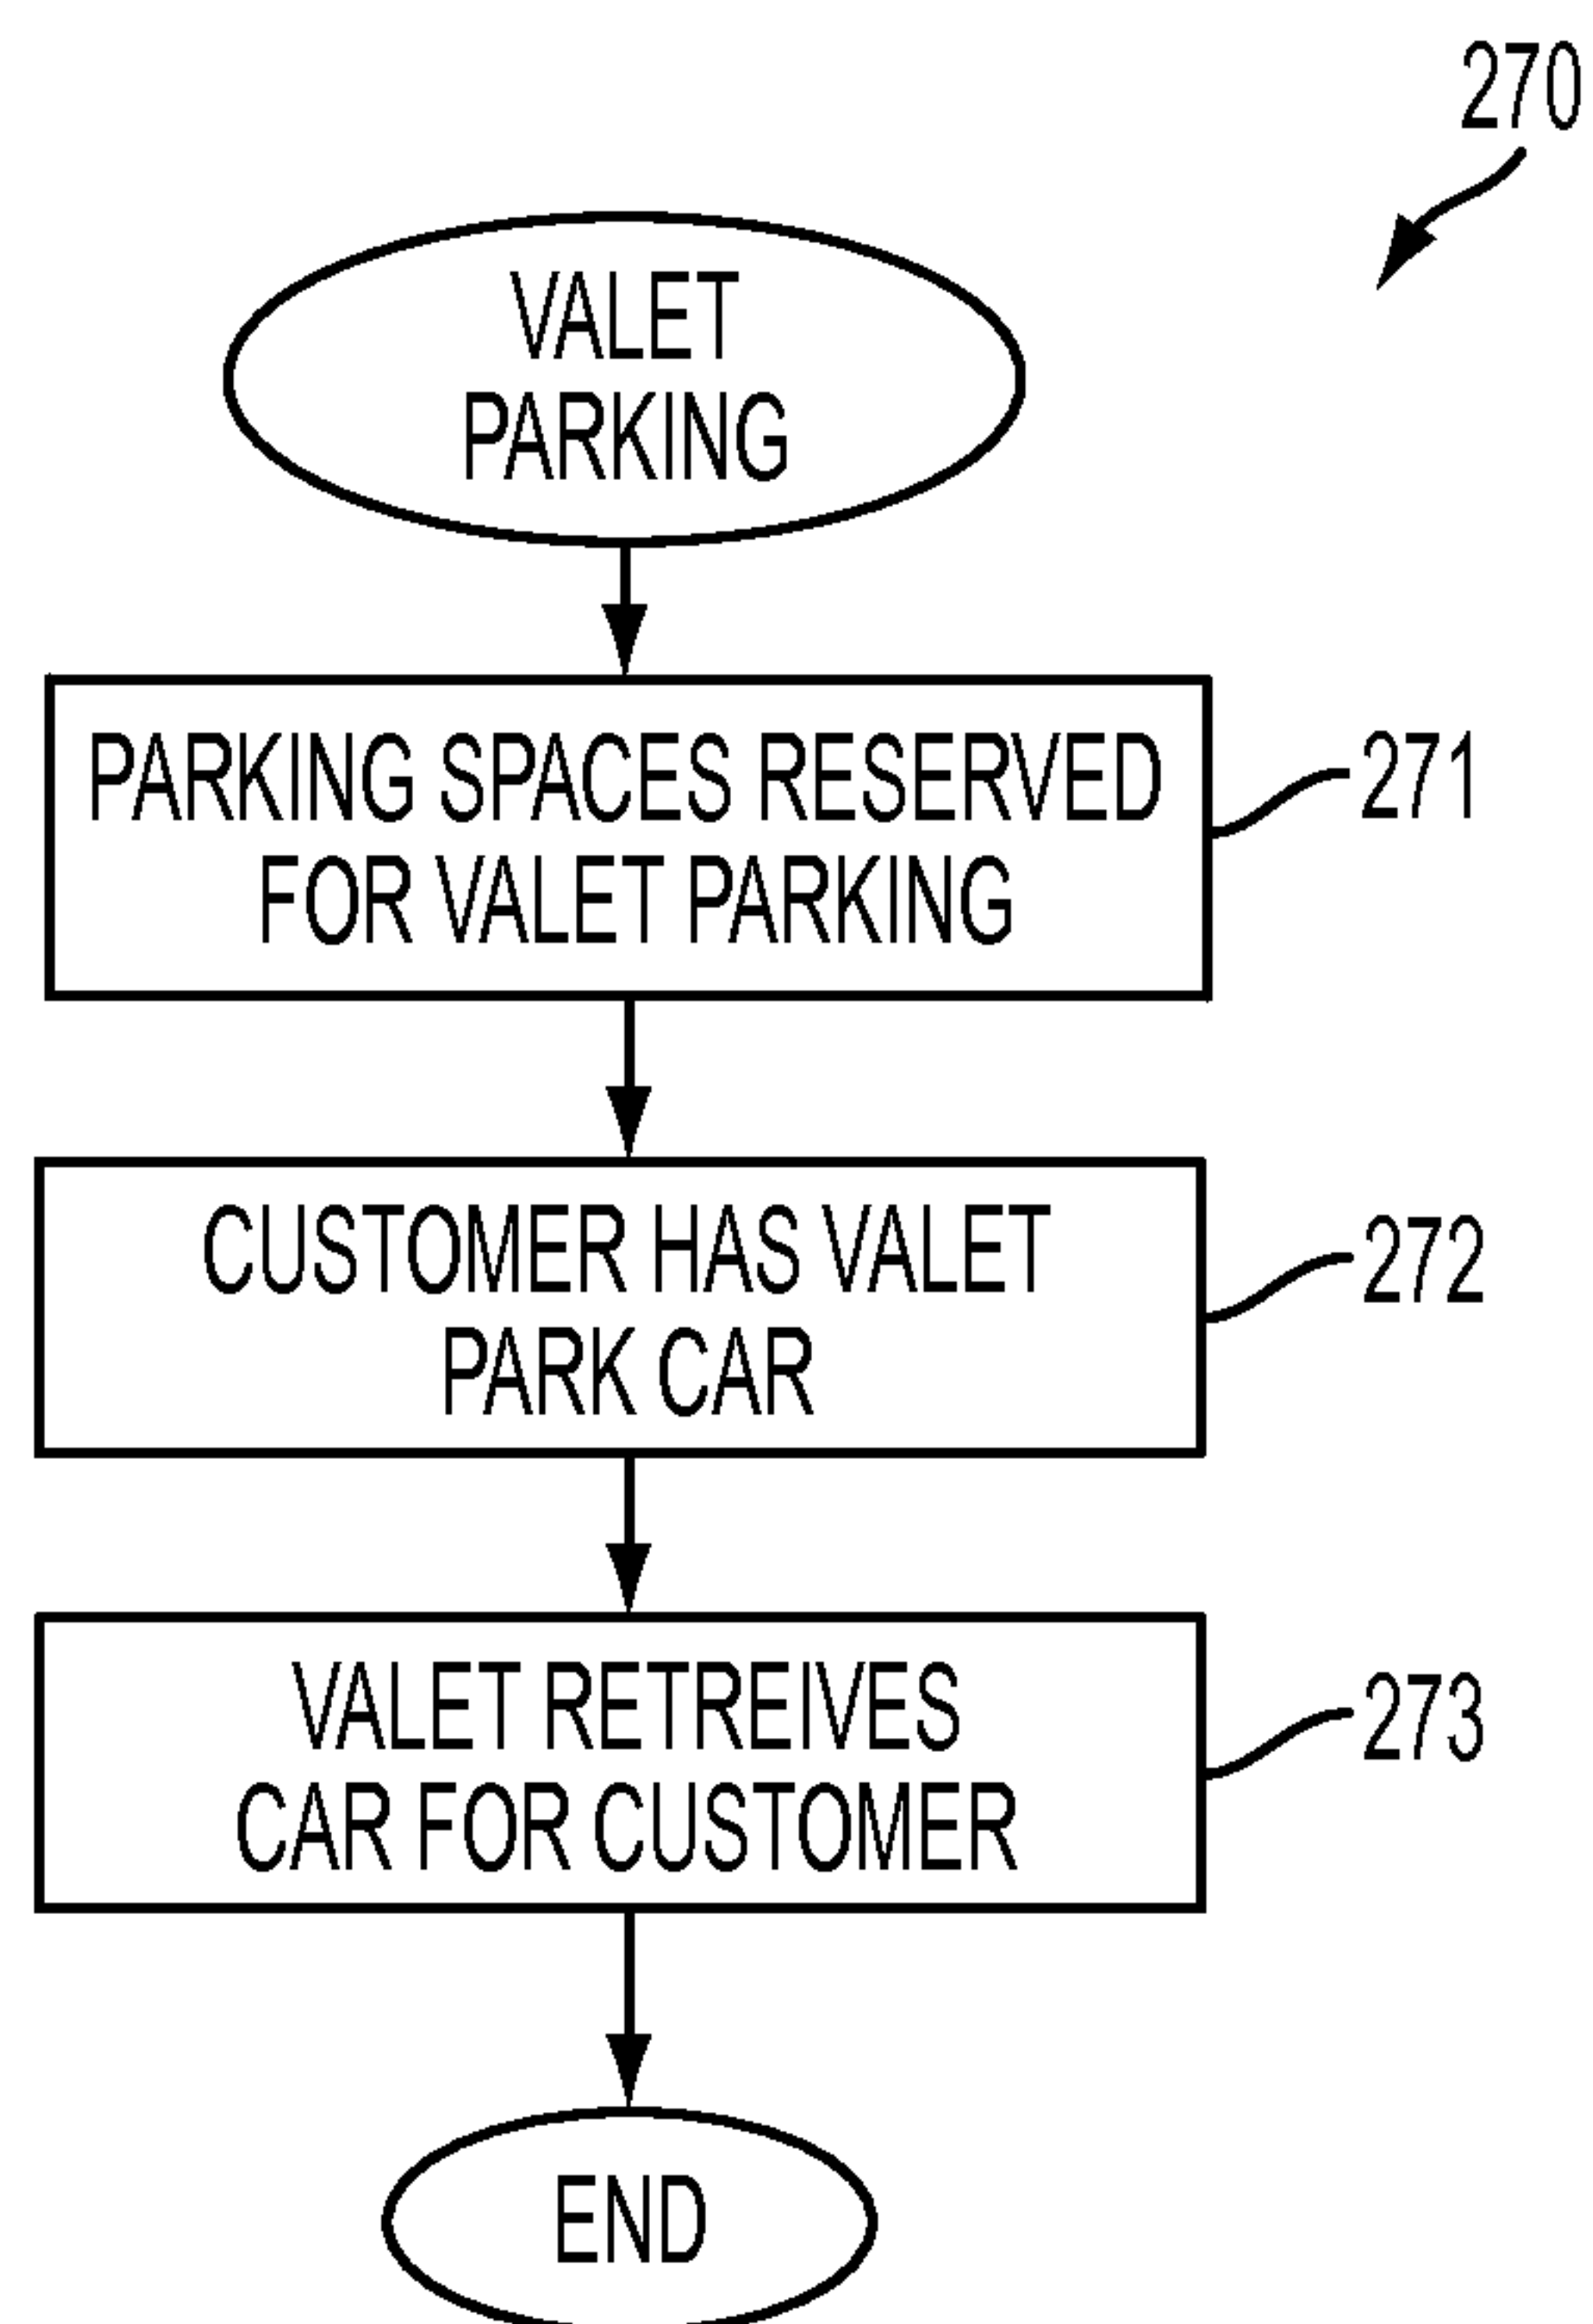 270
VALET
PARKING
PARKING SPACES RESERVED
FOR VALET PARKING
271
CUSTOMER HAS VALET
PARK CAR
272
VALET RETREIVES
CAR FOR CUSTOMER
273
END